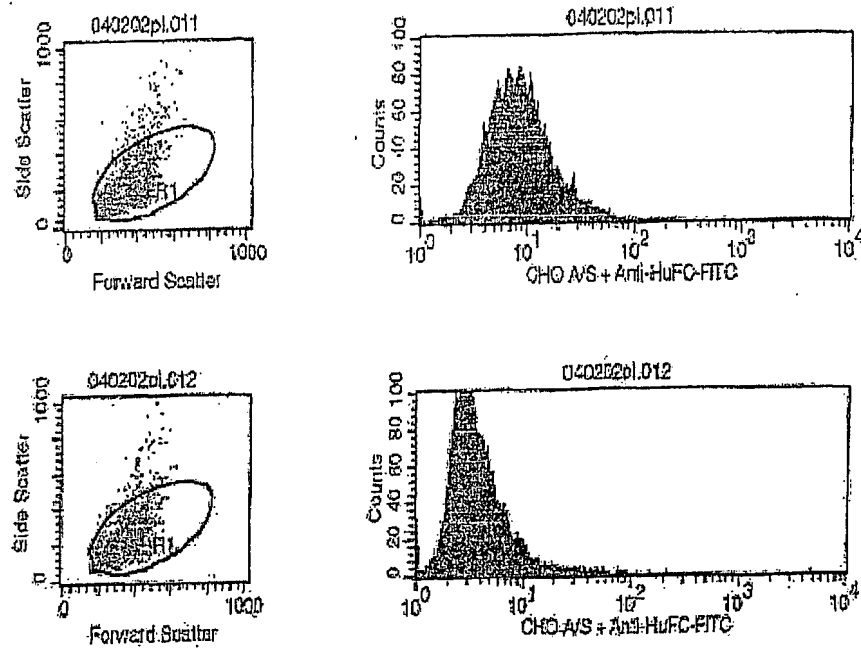 040202pl.011
1000
Side Scatter
R1
0
0
1000
Forward Scatter
040202pl.011
100
80
60
40
20
0
Counts
10^0
10^1
10^2
10^3
10^4
CHO A/S + Anti-HuFC-FITC
040202pl.012
1000
Side Scatter
R1
0
0
1000
Forward Scatter
040202pl.012
100
80
60
40
20
0
Counts
10^0
10^1
10^2
10^3
10^4
CHO A/S + Anti-HuFC-FITC